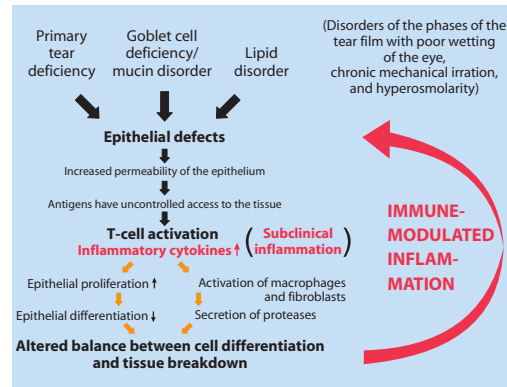 Primary
tear
deficiency
Goblet cell
deficiency/
mucin disorder
Lipid
disorder
(Disorders of the phases of the
tear film with poor wetting
of the eye,
chronic mechanical irration,
and hyperosmolarity)
Epithelial defects
Increased permeability of the epithelium
Antigens have uncontrolled access to the tissue
T-cell activation
Inflammatory cytokines ↑
(Subclinical
inflammation)
IMMUNE-
MODULATED
INFLAM-
MATION
Epithelial proliferation ↑
Activation of macrophages
and fibroblasts
Epithelial differentiation ↓
Secretion of proteases
Altered balance between cell differentiation
and tissue breakdown